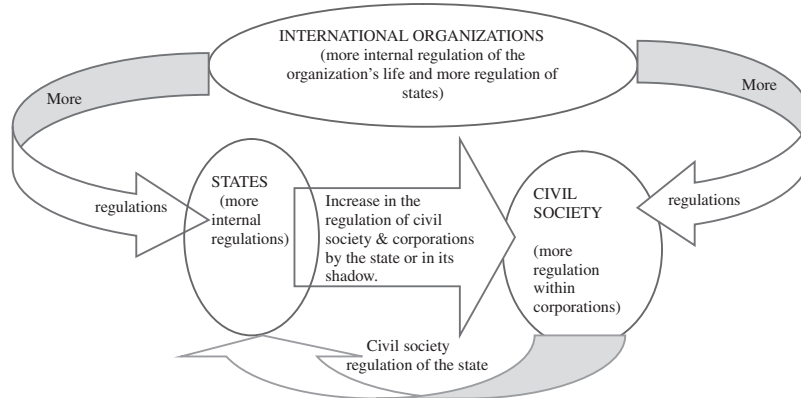 INTERNATIONAL ORGANIZATIONS
(more internal regulation of the
organization's life and more regulation of
states)
More
More
regulations
STATES
(more
internal
regulations)
Increase in the
regulation of civil
society & corporations
by the state or in its
shadow.
CIVIL
SOCIETY
(more
regulation
within
corporations)
regulations
Civil society
regulation of the state